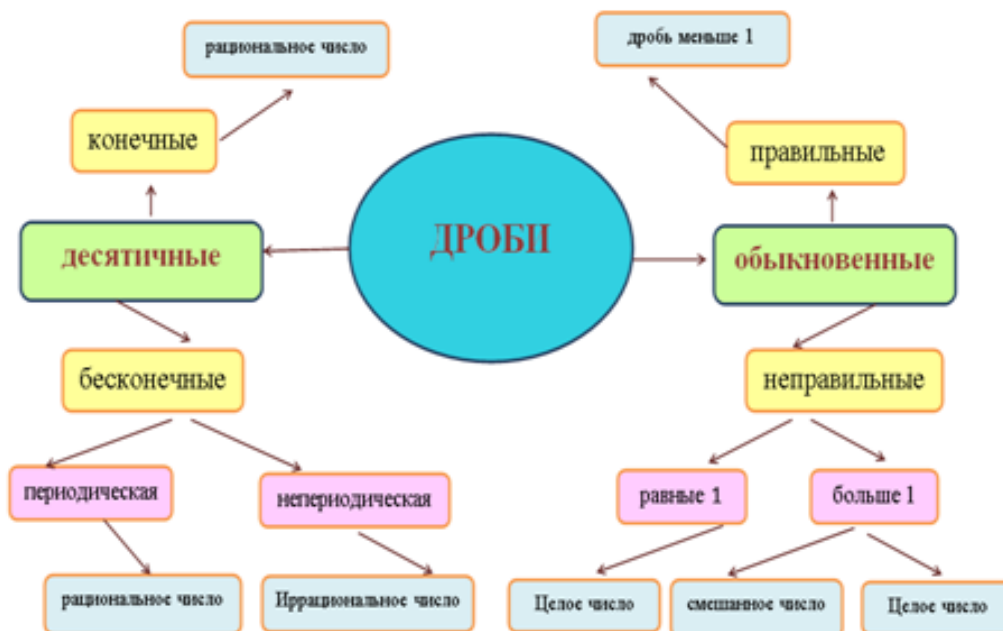 рациональное число
дробь меньше 1
конечные
правильные
ДРОБИ
десятичные
обыкновенные
бесконечные
неправильные
периодическая
непериодическая
равные 1
больше 1
рациональное число
Иррациональное число
Целое число
смешанное число
Целое число